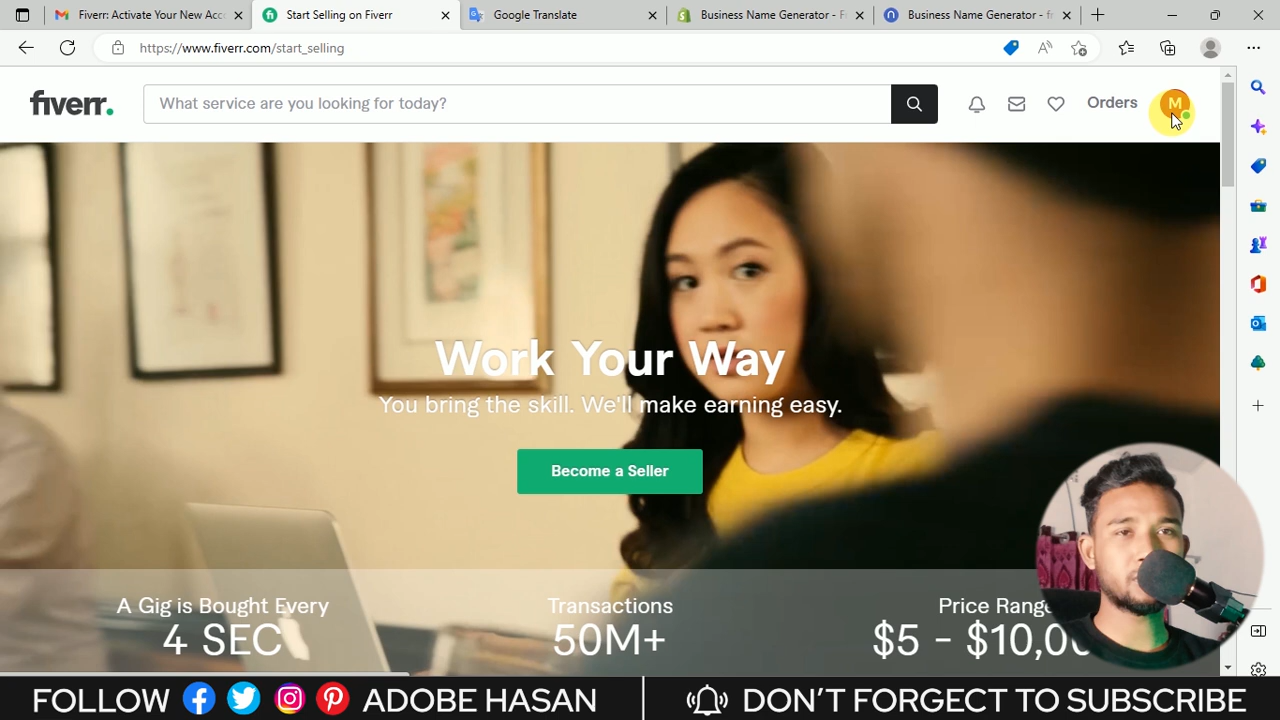 Fiverr: Activate Your New Acc
Start Selling on Fiverr
Google Translate
Business Name Generator - F
Business Name Generator - fr
https://www.fiverr.com/start_selling
fiverr.
What service are you looking for today?
Orders
M
Work Your Way
You bring the skill. We'll make earning easy.
Become a Seller
A Gig is Bought Every
4 SEC
Transactions
50M+
Price Range
$5 - $10,00
FOLLOW
ADOBE HASAN
DON'T FORGECT TO SUBSCRIBE